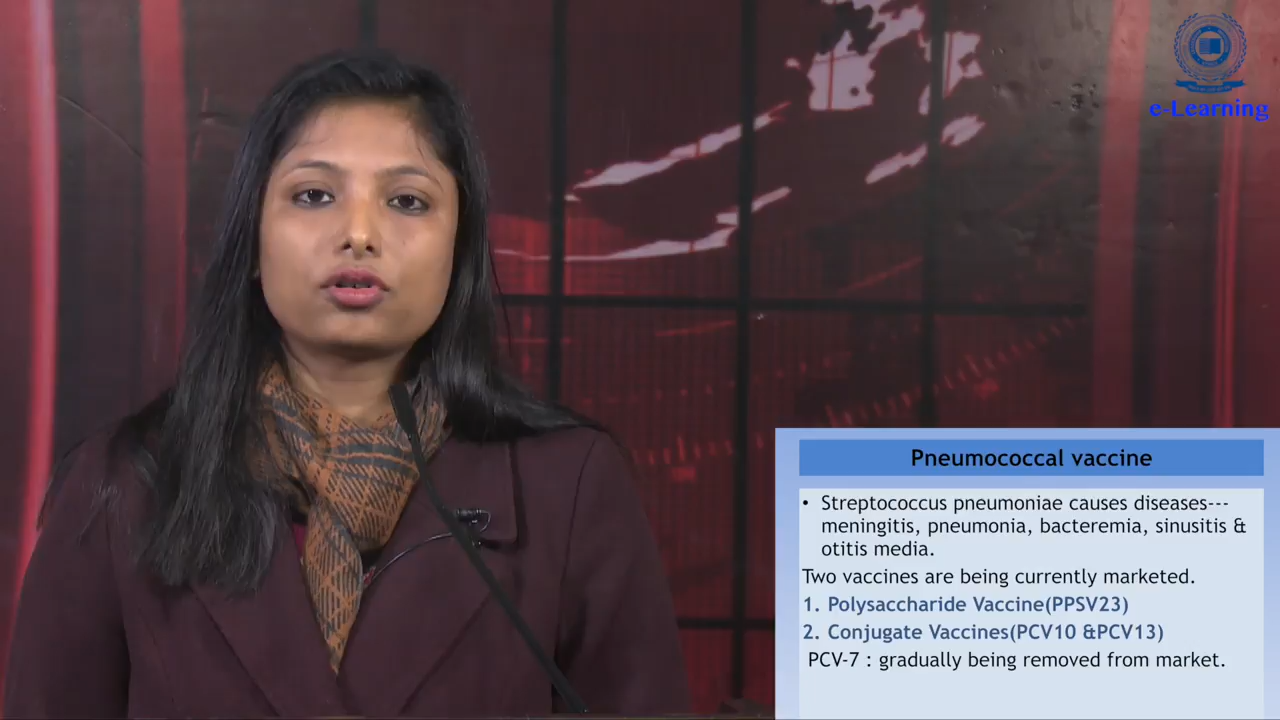 e-Learning
Pneumococcal vaccine
• Streptococcus pneumoniae causes diseases---
meningitis, pneumonia, bacteremia, sinusitis &
otitis media.
Two vaccines are being currently marketed.
1. Polysaccharide Vaccine(PPSV23)
2. Conjugate Vaccines(PCV10 &PCV13)
PCV-7 : gradually being removed from market.